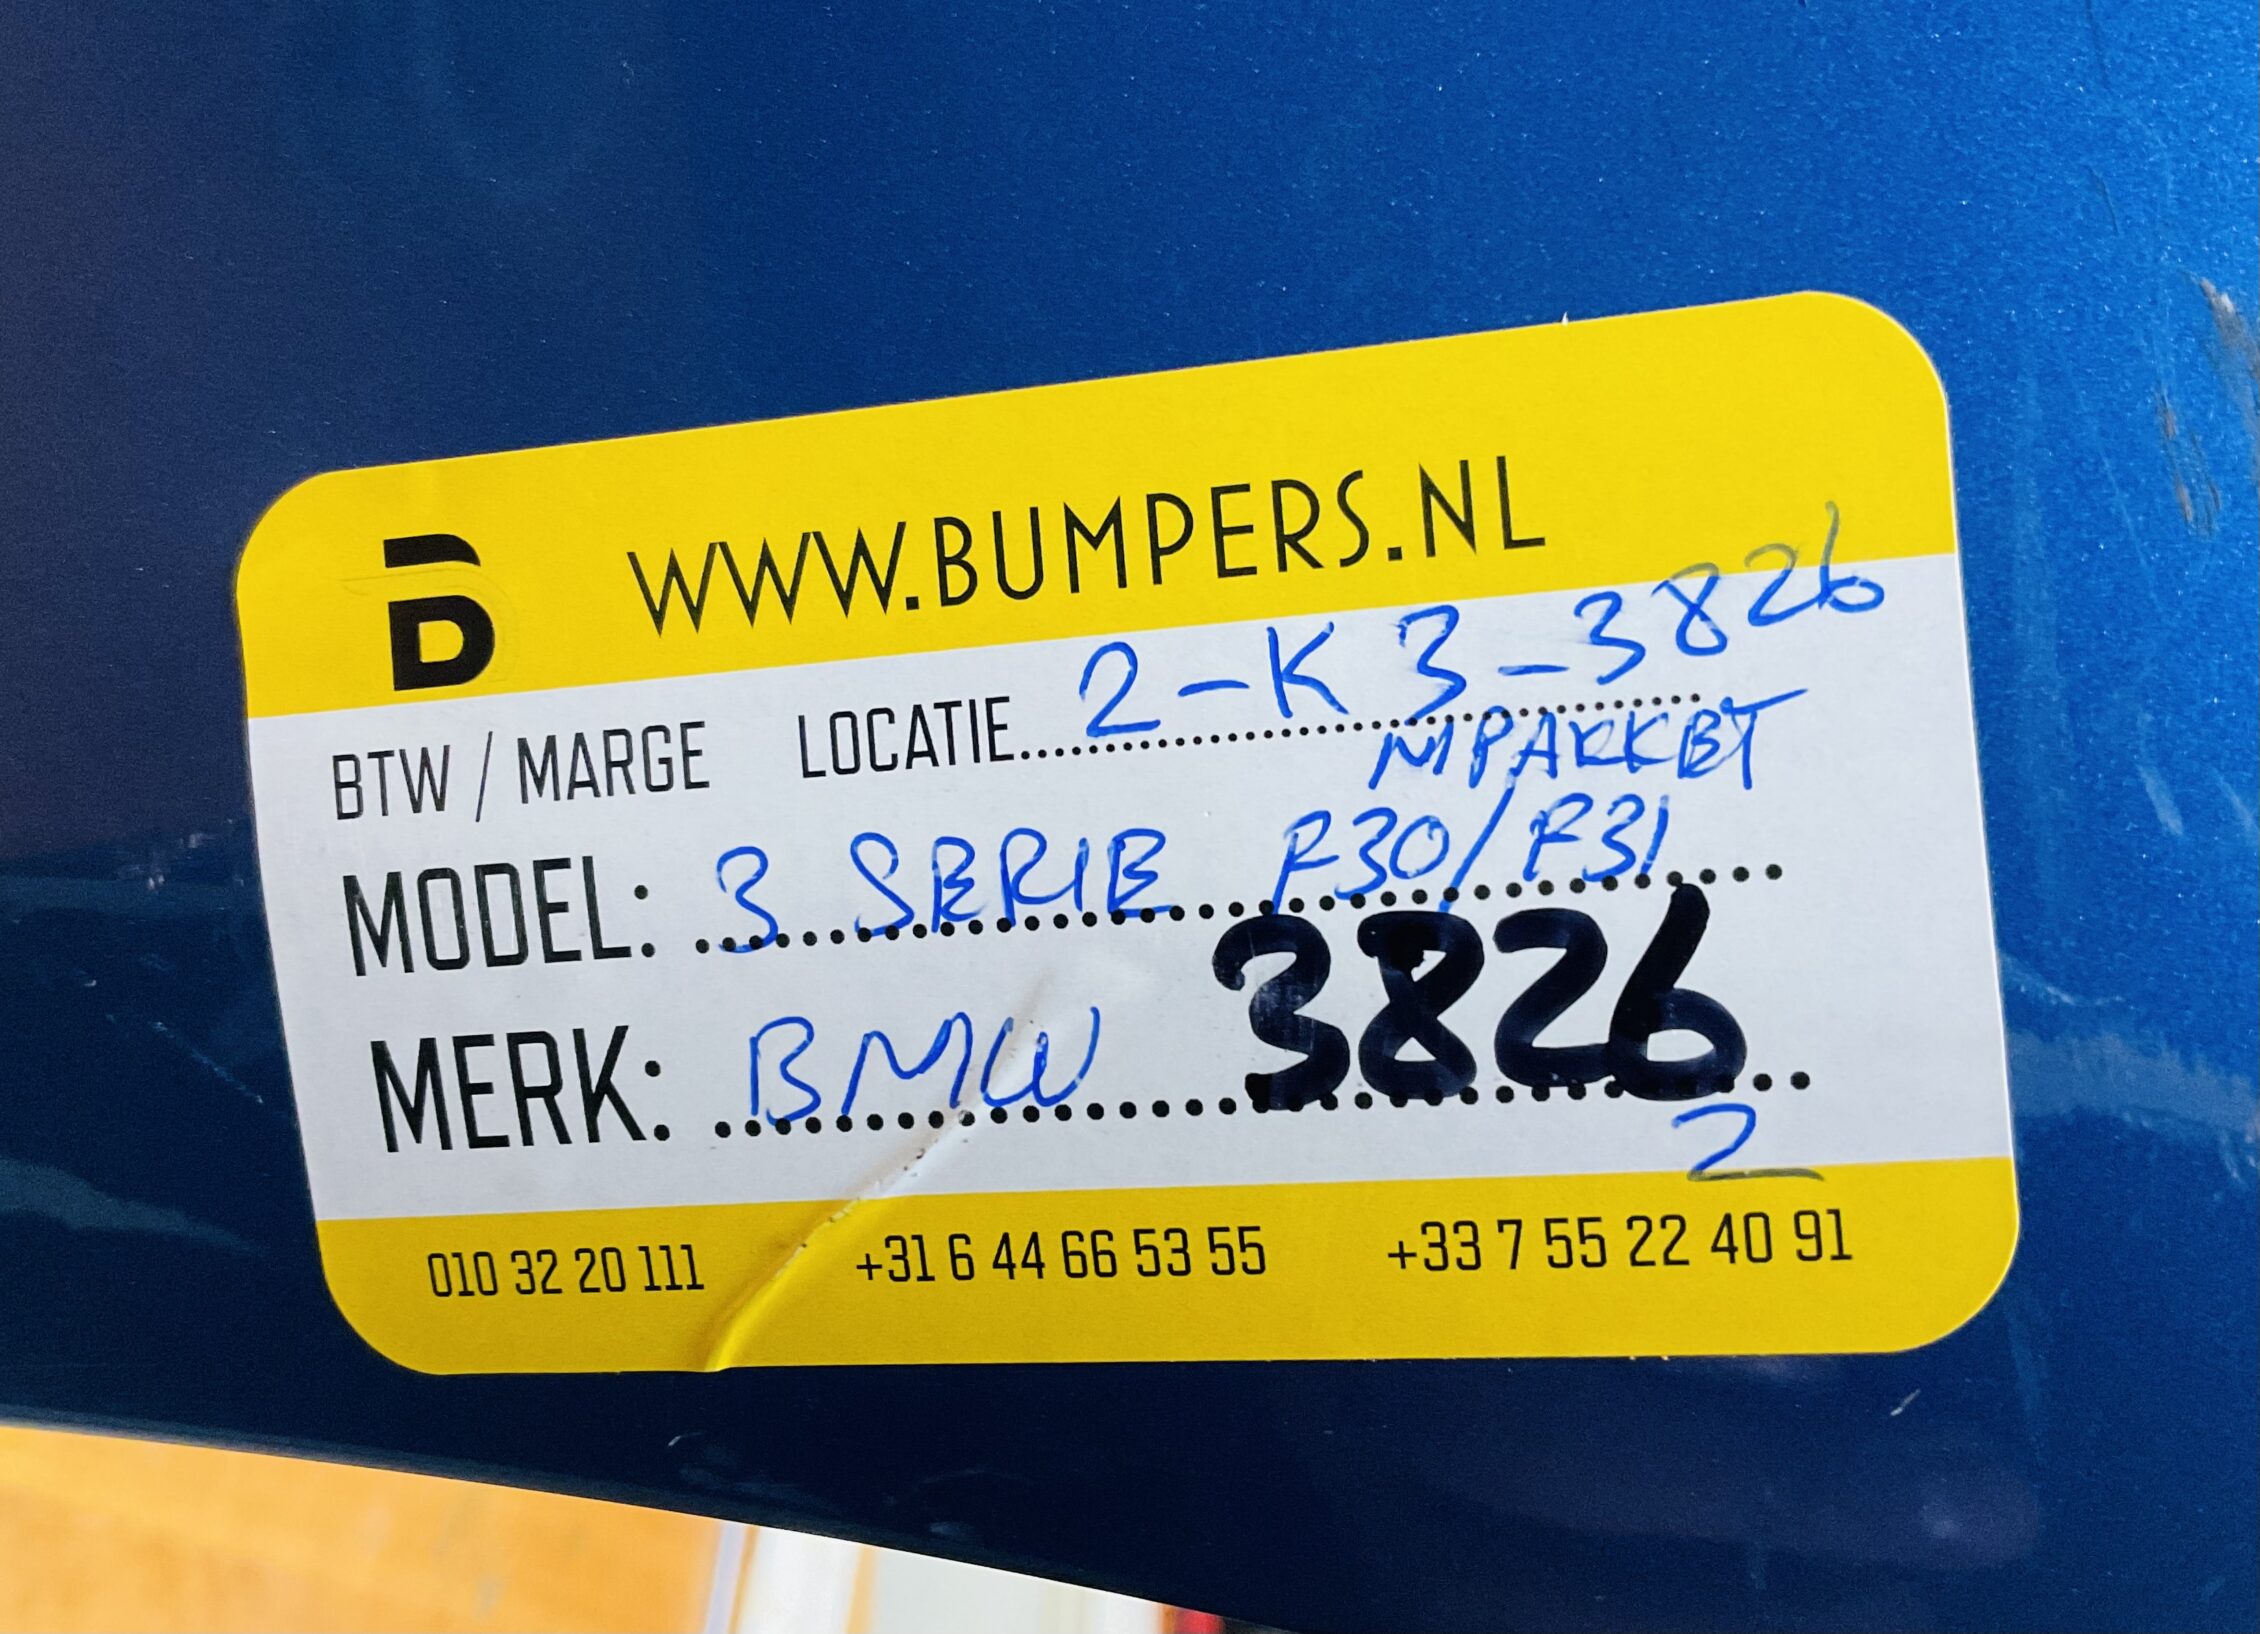 B WWW.BUMPERS.NL
BTW / MARGE LOCATIE 2-K3-3826
M PAKKET
MODEL: 3 SERIE F30/F31
MERK: BMW 3826
2
010 32 20 111 +31 6 44 66 53 55 +33 7 55 22 40 91